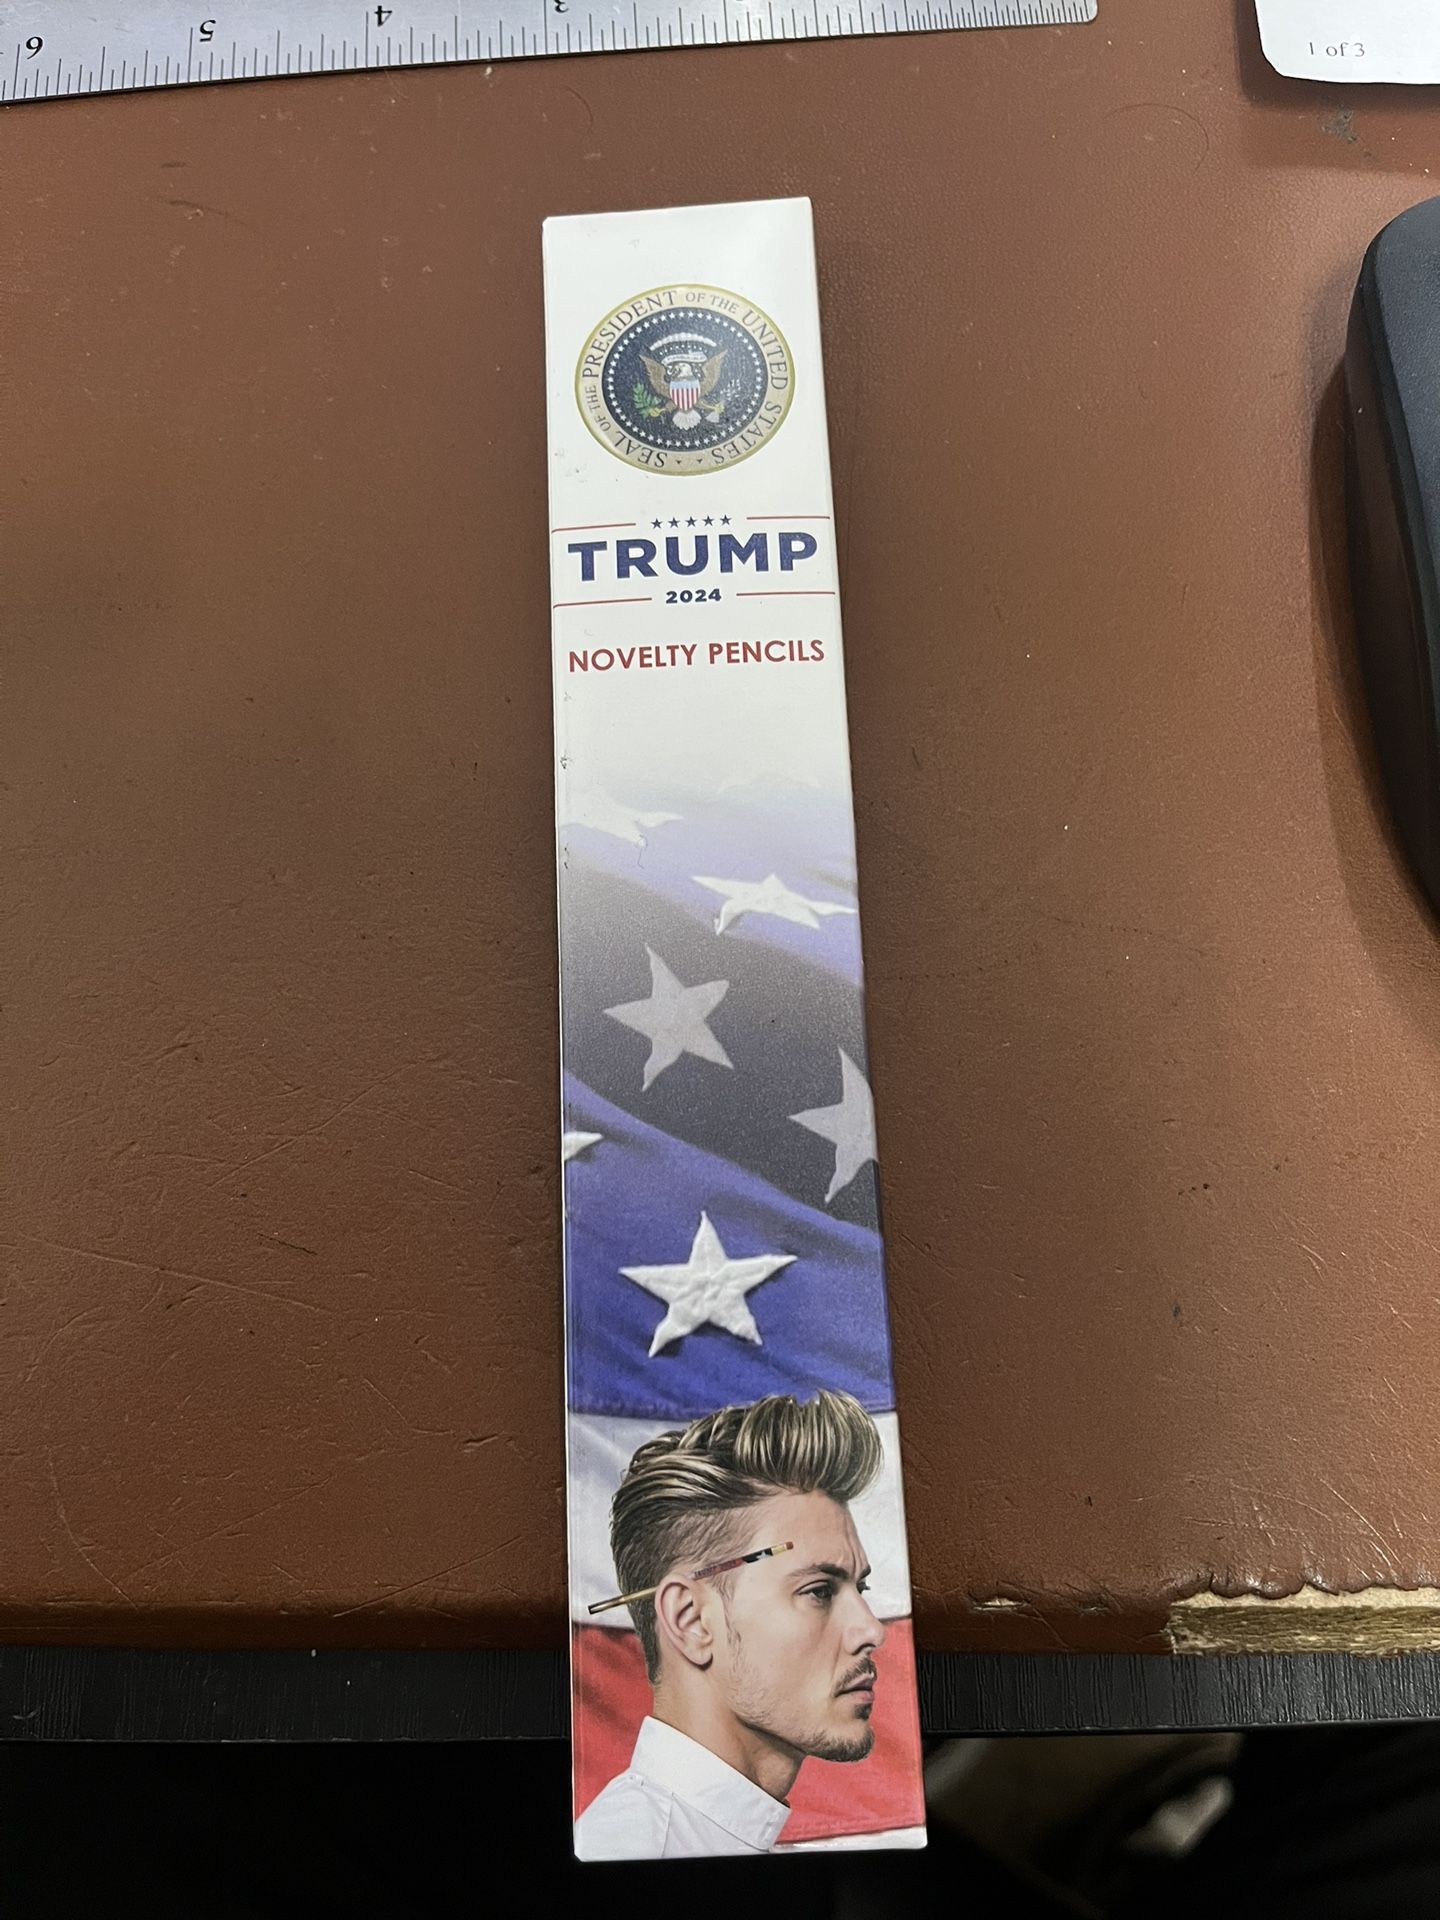 6 5 4 3
1 of 3
SEAL OF THE PRESIDENT OF THE UNITED STATES
TRUMP
2024
NOVELTY PENCILS